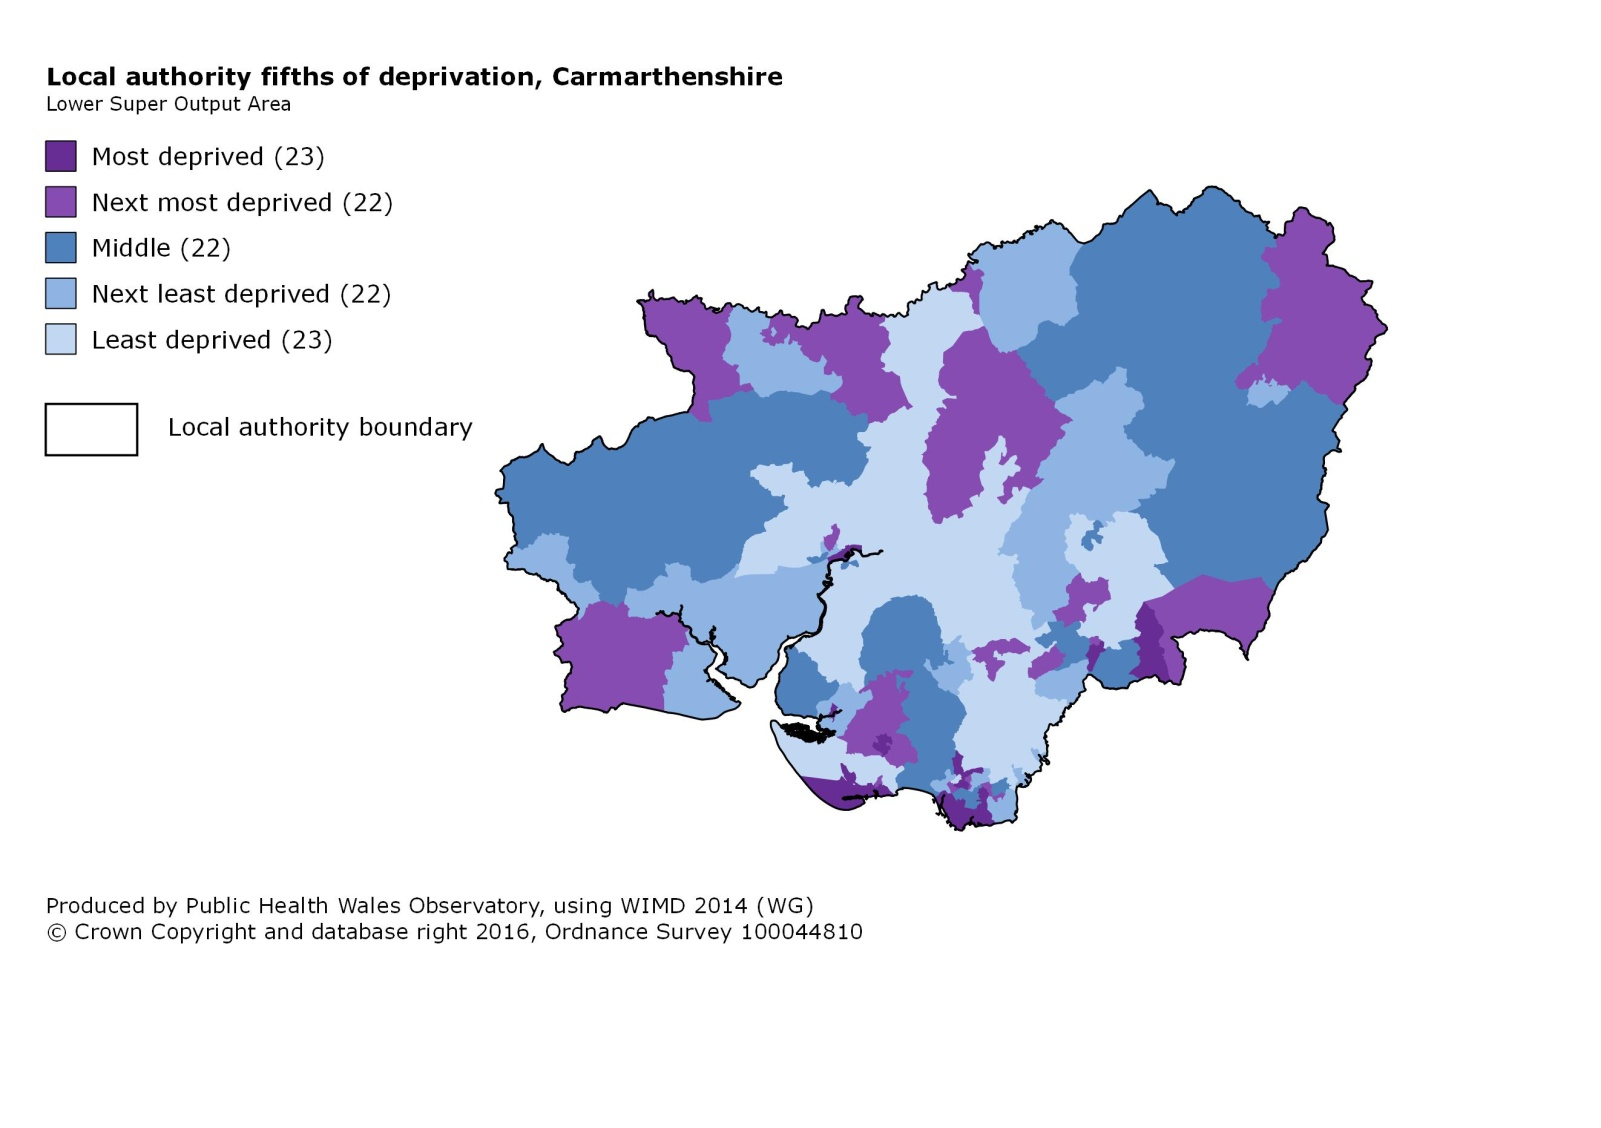 Local authority fifths of deprivation, Carmarthenshire
Lower Super Output Area
Most deprived (23)
Next most deprived (22)
Middle (22)
Next least deprived (22)
Least deprived (23)
Local authority boundary
Produced by Public Health Wales Observatory, using WIMD 2014 (WG)
© Crown Copyright and database right 2016, Ordnance Survey 100044810